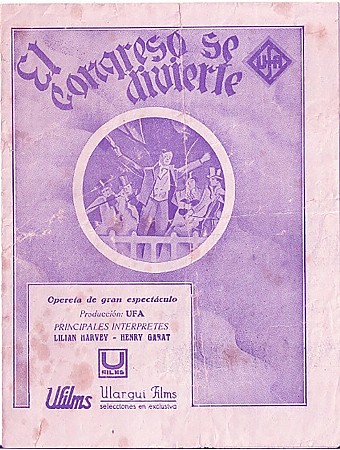 El
congreso se
divierte
UFA
Opereta de gran espectáculo
Producción: UFA
PRINCIPALES INTERPRETES
LILIAN HARVEY - HENRY GARAT
U
FILMS
Ufilms
Ulargui Films
selecciones en exclusiva